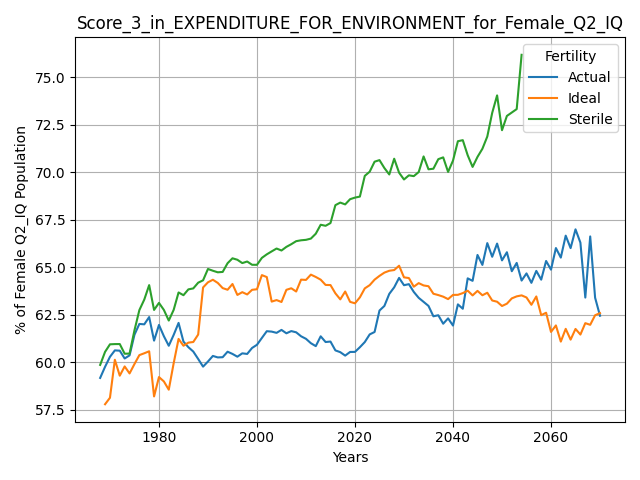 Score_3_in_EXPENDITURE_FOR_ENVIRONMENT_for_Female_Q2_IQ
% of Female Q2_IQ Population
75.0
72.5
70.0
67.5
65.0
62.5
60.0
57.5
Fertility
Actual
Ideal
Sterile
1980
2000
2020
2040
2060
Years